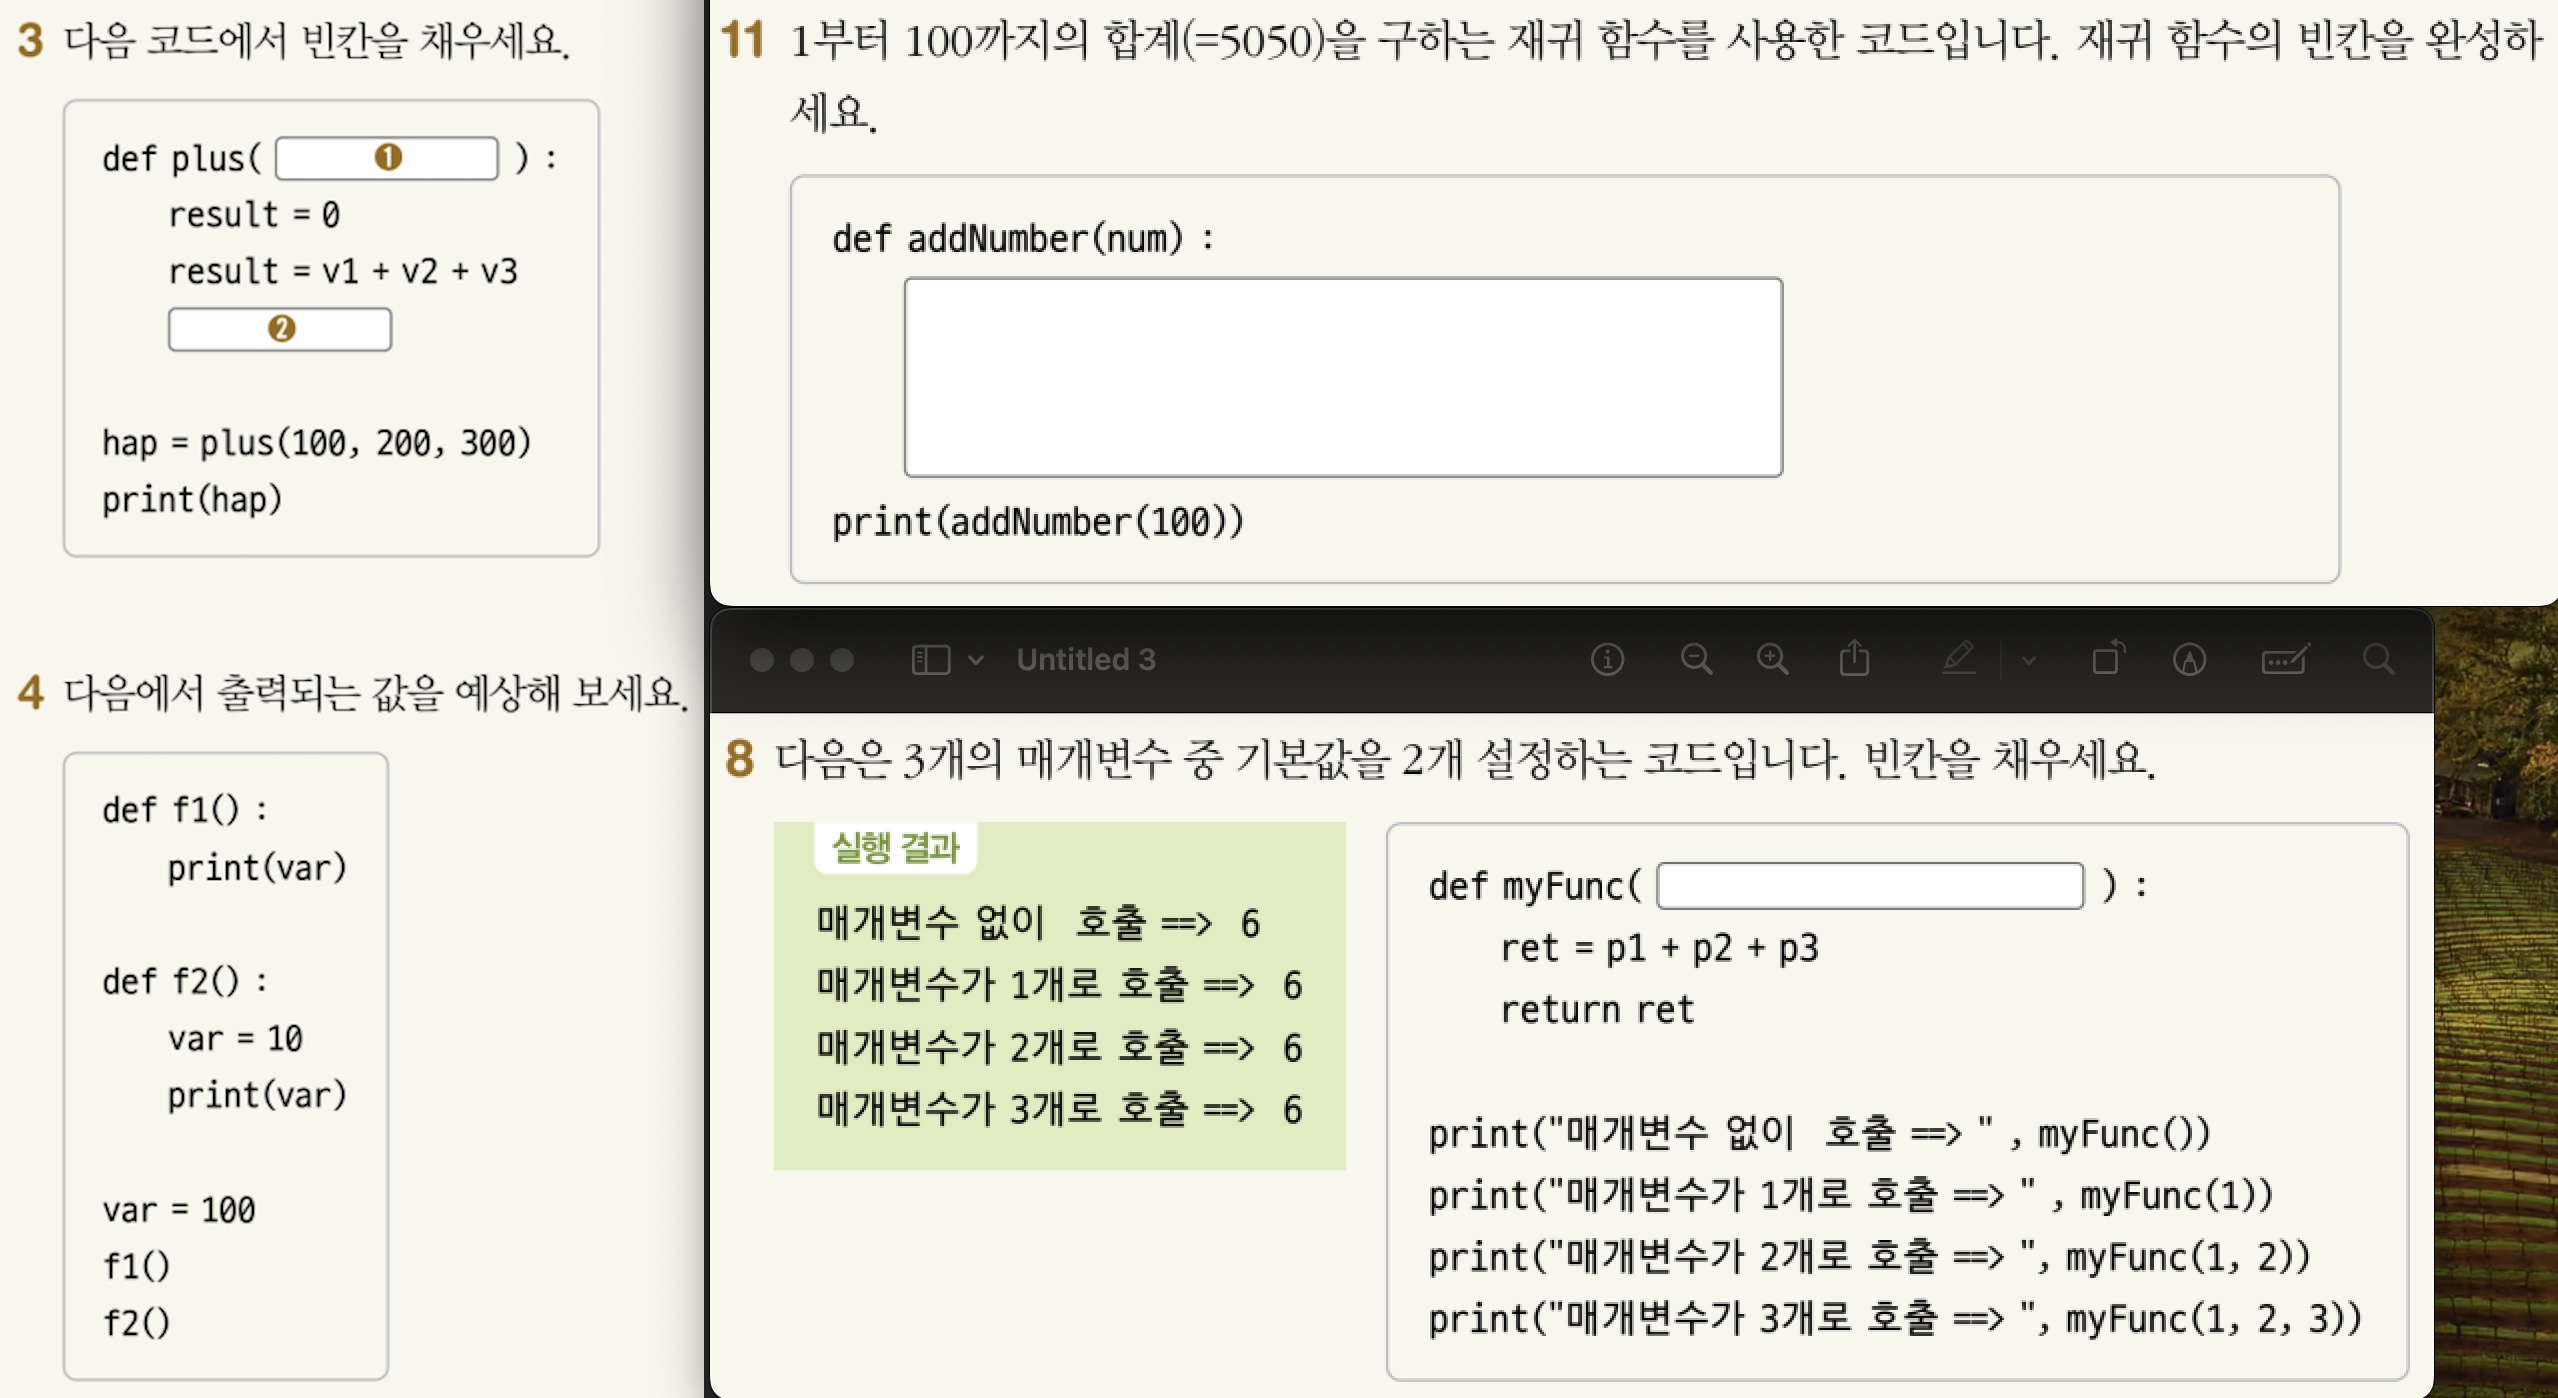 3 다음 코드에서 빈칸을 채우세요.
def plus( ❶ ) :
result = 0
result = v1 + v2 + v3
❷
hap = plus(100, 200, 300)
print(hap)
4 다음에서 출력되는 값을 예상해 보세요.
def f1() :
print(var)
def f2() :
var = 10
print(var)
var = 100
f1()
f2()
11 1부터 100까지의 합계(=5050)을 구하는 재귀 함수를 사용한 코드입니다. 재귀 함수의 빈칸을 완성하
세요.
def addNumber(num) :
print(addNumber(100))
Untitled 3
8 다음은 3개의 매개변수 중 기본값을 2개 설정하는 코드입니다. 빈칸을 채우세요.
실행 결과
매개변수 없이 호출 ==> 6
매개변수가 1개로 호출 ==> 6
매개변수가 2개로 호출 ==> 6
매개변수가 3개로 호출 ==> 6
def myFunc( ) :
ret = p1 + p2 + p3
return ret
print("매개변수 없이 호출 ==> " , myFunc())
print("매개변수가 1개로 호출 ==> " , myFunc(1))
print("매개변수가 2개로 호출 ==> ", myFunc(1, 2))
print("매개변수가 3개로 호출 ==> ", myFunc(1, 2, 3))